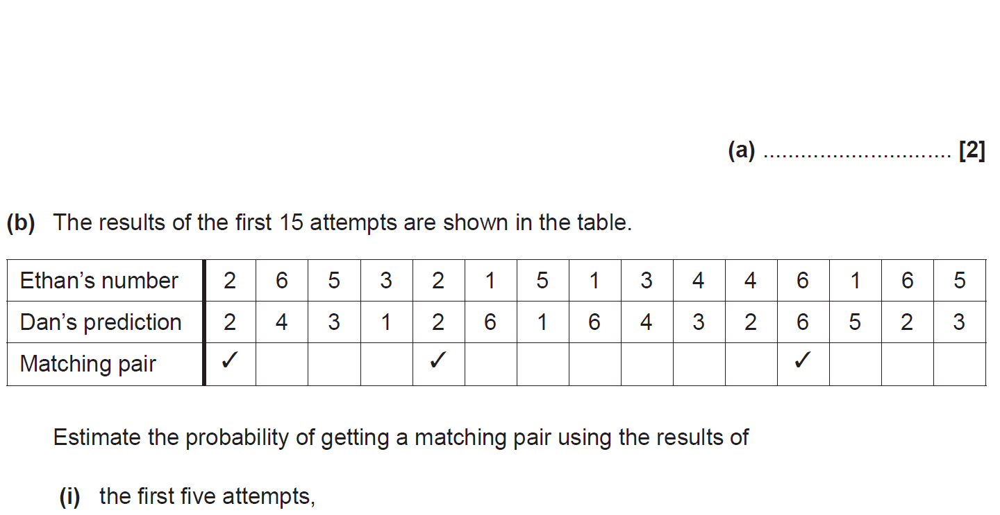 (a) ............................. [2]
(b) The results of the first 15 attempts are shown in the table.
Ethan's number 2 6 5 3 2 1 5 1 3 4 4 6 1 6 5
Dan's prediction 2 4 3 1 2 6 1 6 4 3 2 6 5 2 3
Matching pair ✓ ✓ ✓
Estimate the probability of getting a matching pair using the results of
(i) the first five attempts,